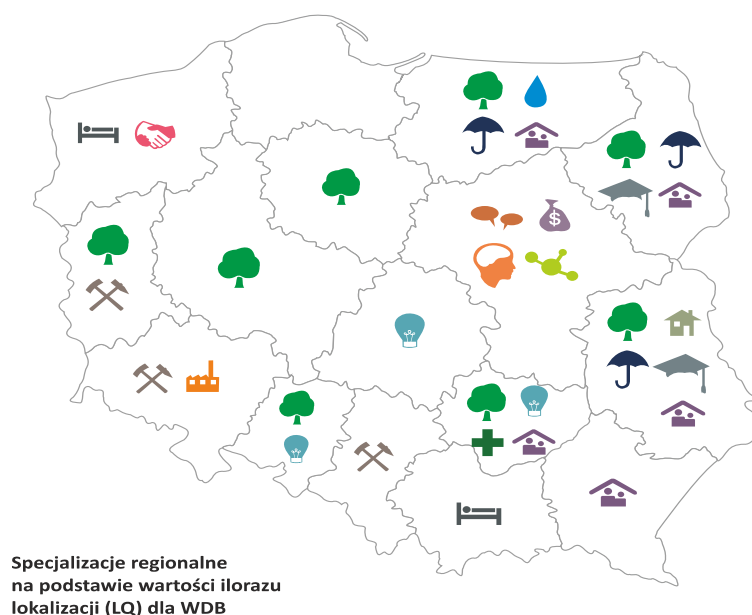 $
Specjalizacje regionalne
na podstawie wartości ilorazu
lokalizacji (LQ) dla WDB